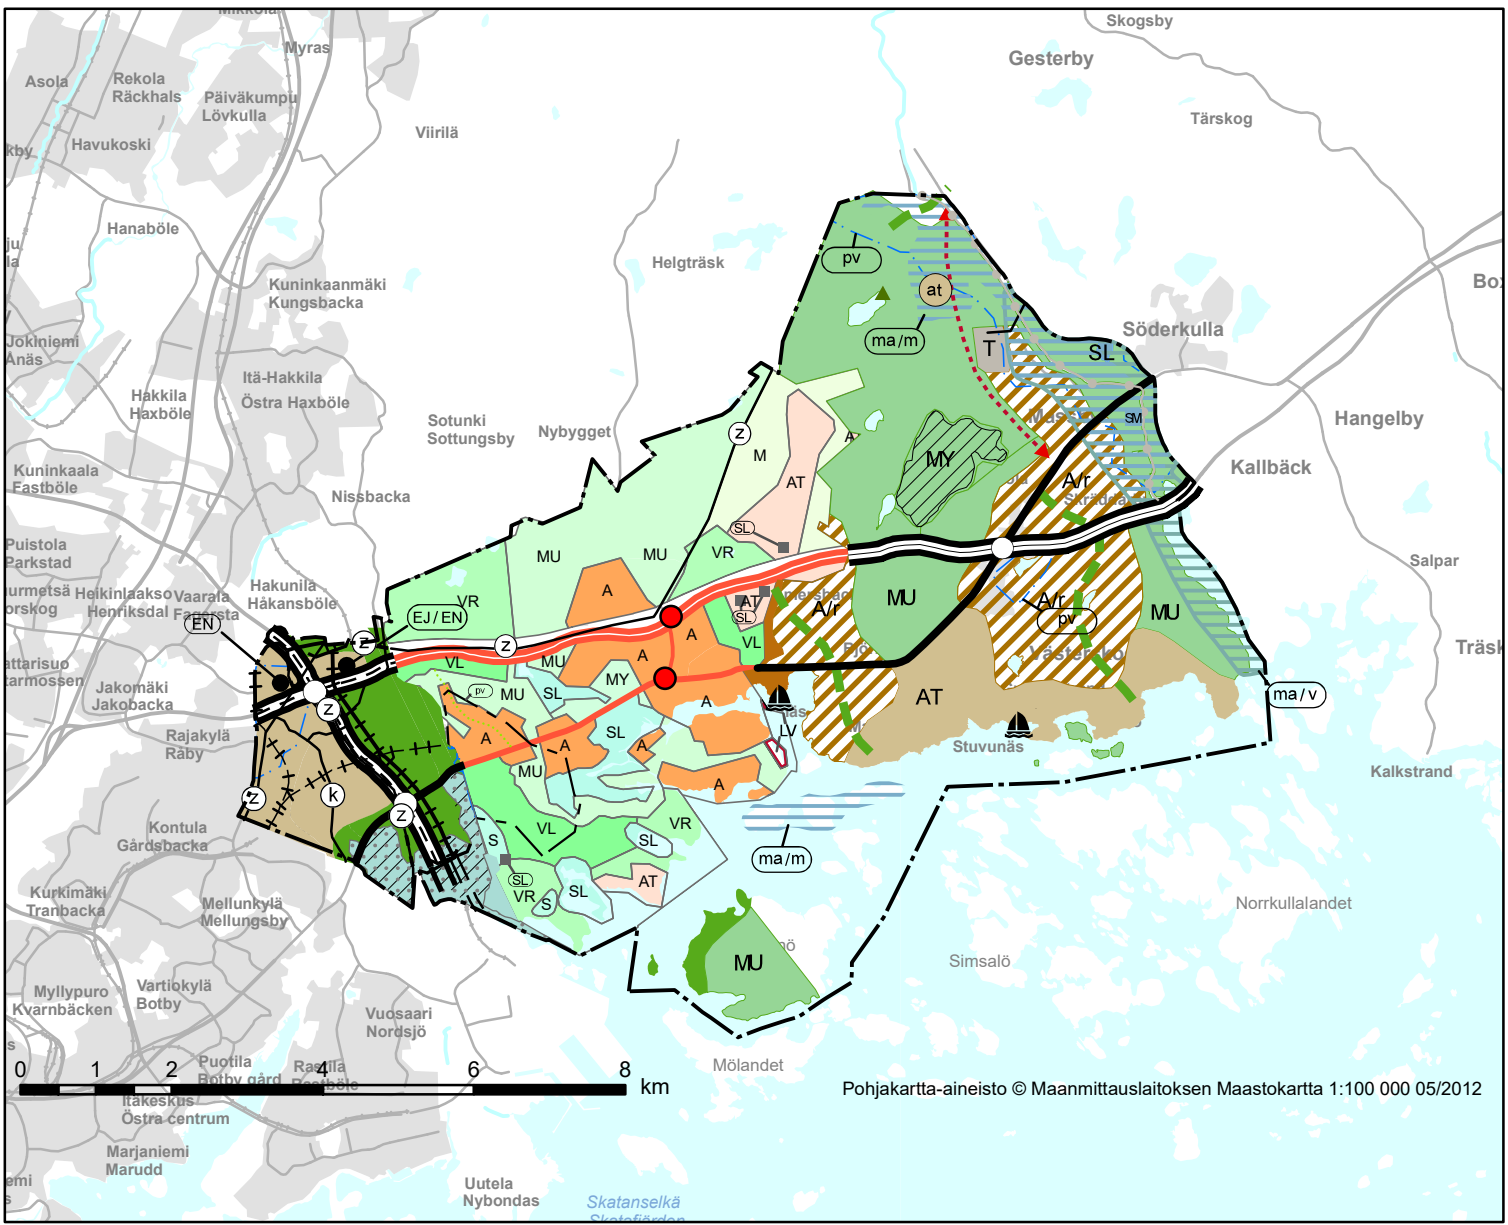 Skogsby
Myras
Gesterby
Asola
Rekola
Räckhals
Päiväkumpu
Lövkulla
Tärskog
Viirilä
Havukoski
Hanaböle
Helgträsk
pv
Kuninkaanmäki
Kungsbacka
at
Söderkulla
ma/m
T
SL
Jokiniemi
Ånäs
Itä-Hakkila
Östra Haxböle
Hakkila
Haxböle
Sotunki
Sottungsby
Nybygget
z
M
A
AT
SM
Hangelby
MY
Kallbäck
A/r
Kuninkaala
Fastböle
Nissbacka
SL
Puistola
Parkstad
MU
MU
VR
Salpar
Heikinlaakso
Henriksdal
Vaarala
Hakunila
Håkansböle
VR
A
AT
SL
A/r
MU
A/r
MU
pv
EN
EJ/EN
z
z
A
VL
VL
MU
A
MY
Jakomäki
Jakobacka
pv
MU
SL
A
AT
ma/v
z
Rajakylä
Råby
A
A
SL
A
LV
Stuvunäs
MU
A
Kalkstrand
z
k
z
Kontula
Gårdsbacka
VL
VR
S
SL
ma/m
SL
VR
S
SL
AT
Kurkimäki
Tranbacka
Mellunkylä
Mellungsby
Norrkullalandet
MU
Simsalö
Myllypuro
Kvarnbäcken
Vartiokylä
Botby
Vuosaari
Nordsjö
Puotila
Botby gård
Mölandet
0 1 2 4 6 8 km
Pohjakartta-aineisto © Maanmittauslaitoksen Maastokartta 1:100 000 05/2012
Itäkeskus
Östra centrum
Marjaniemi
Marudd
Uutela
Nybondas
Skatanselkä